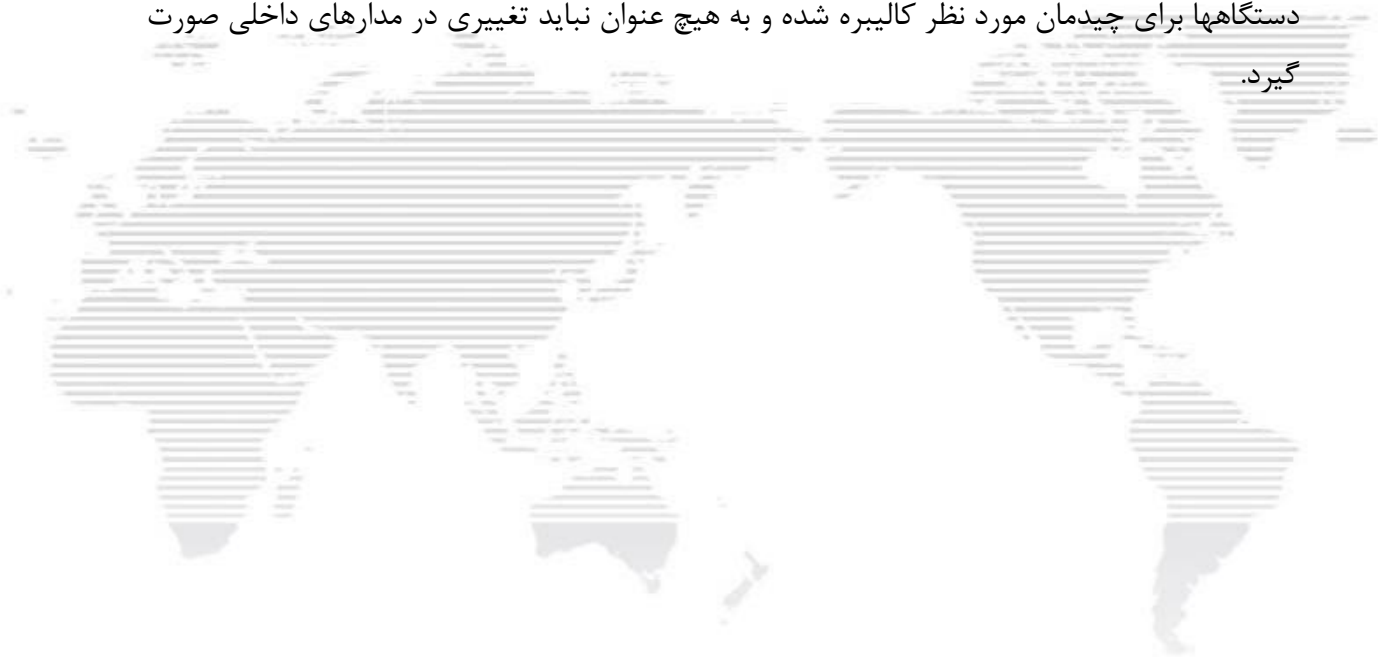 دستگاهها برای چیدمان مورد نظر کالیبره شده و به هیچ عنوان نباید تغییری در مدارهای داخلی صورت
گیرد.